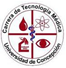 Carrera de Tecnología Médica
Universidad de Concepción